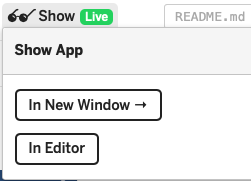 Show Live README.md
Show App
In New Window →
In Editor